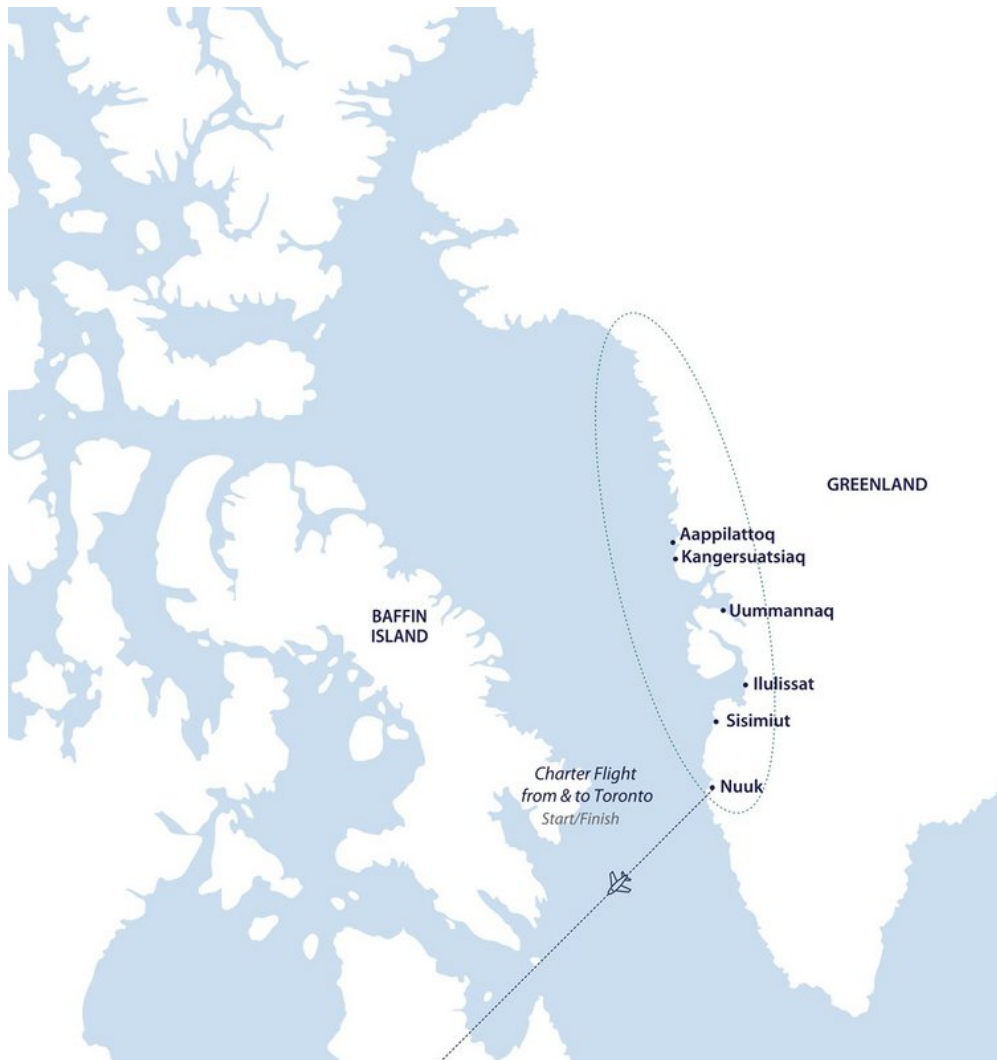 GREENLAND
Aappilattoq
Kangersuatsiaq
Uummannaq
BAFFIN
ISLAND
Ilulissat
Sisimiut
Charter Flight
from & to Toronto
Start/Finish
Nuuk